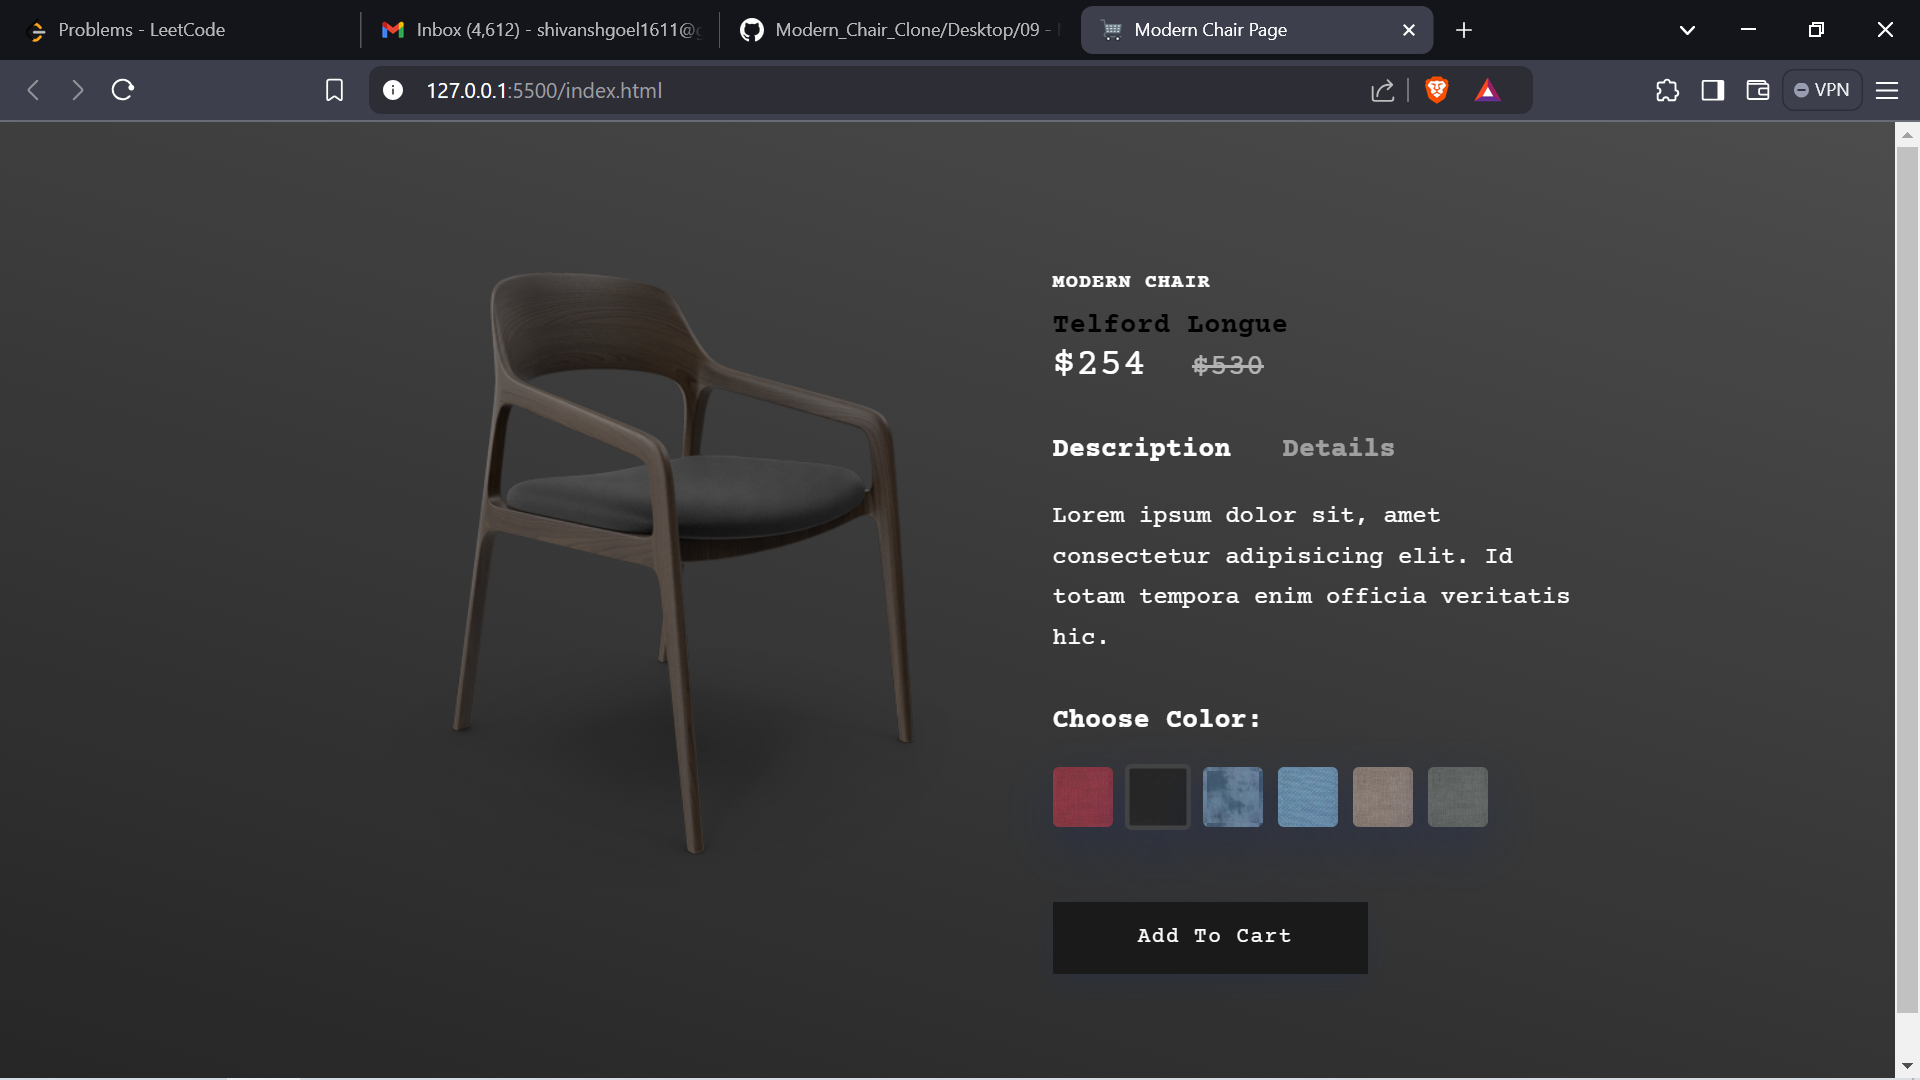 Problems - LeetCode
Inbox (4,612) - shivanshgoel1611@
Modern_Chair_Clone/Desktop/09 -
Modern Chair Page
127.0.0.1:5500/index.html
VPN
MODERN CHAIR
Telford Longue
$254 $530
Description Details
Lorem ipsum dolor sit, amet
consectetur adipisicing elit. Id
totam tempora enim officia veritatis
hic.
Choose Color:
Add To Cart